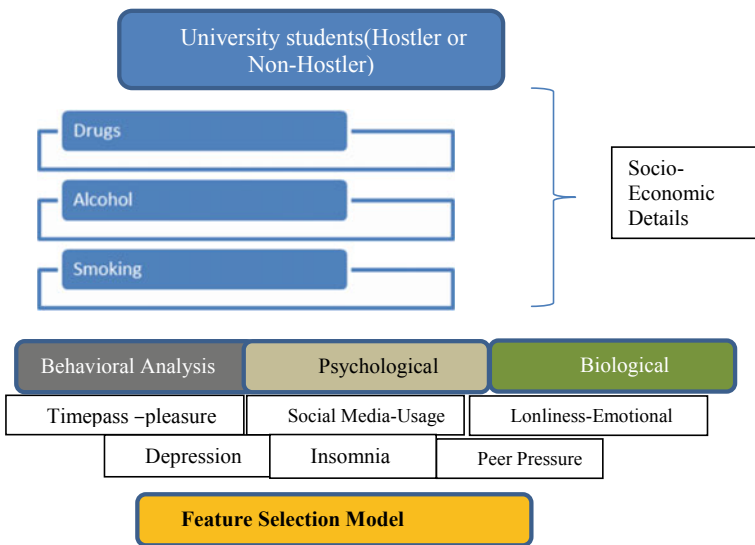 University students(Hostler or
Non-Hostler)
Drugs
Alcohol
Smoking
Socio-
Economic
Details
Behavioral Analysis
Psychological
Biological
Timepass –pleasure
Social Media-Usage
Lonliness-Emotional
Depression
Insomnia
Peer Pressure
Feature Selection Model